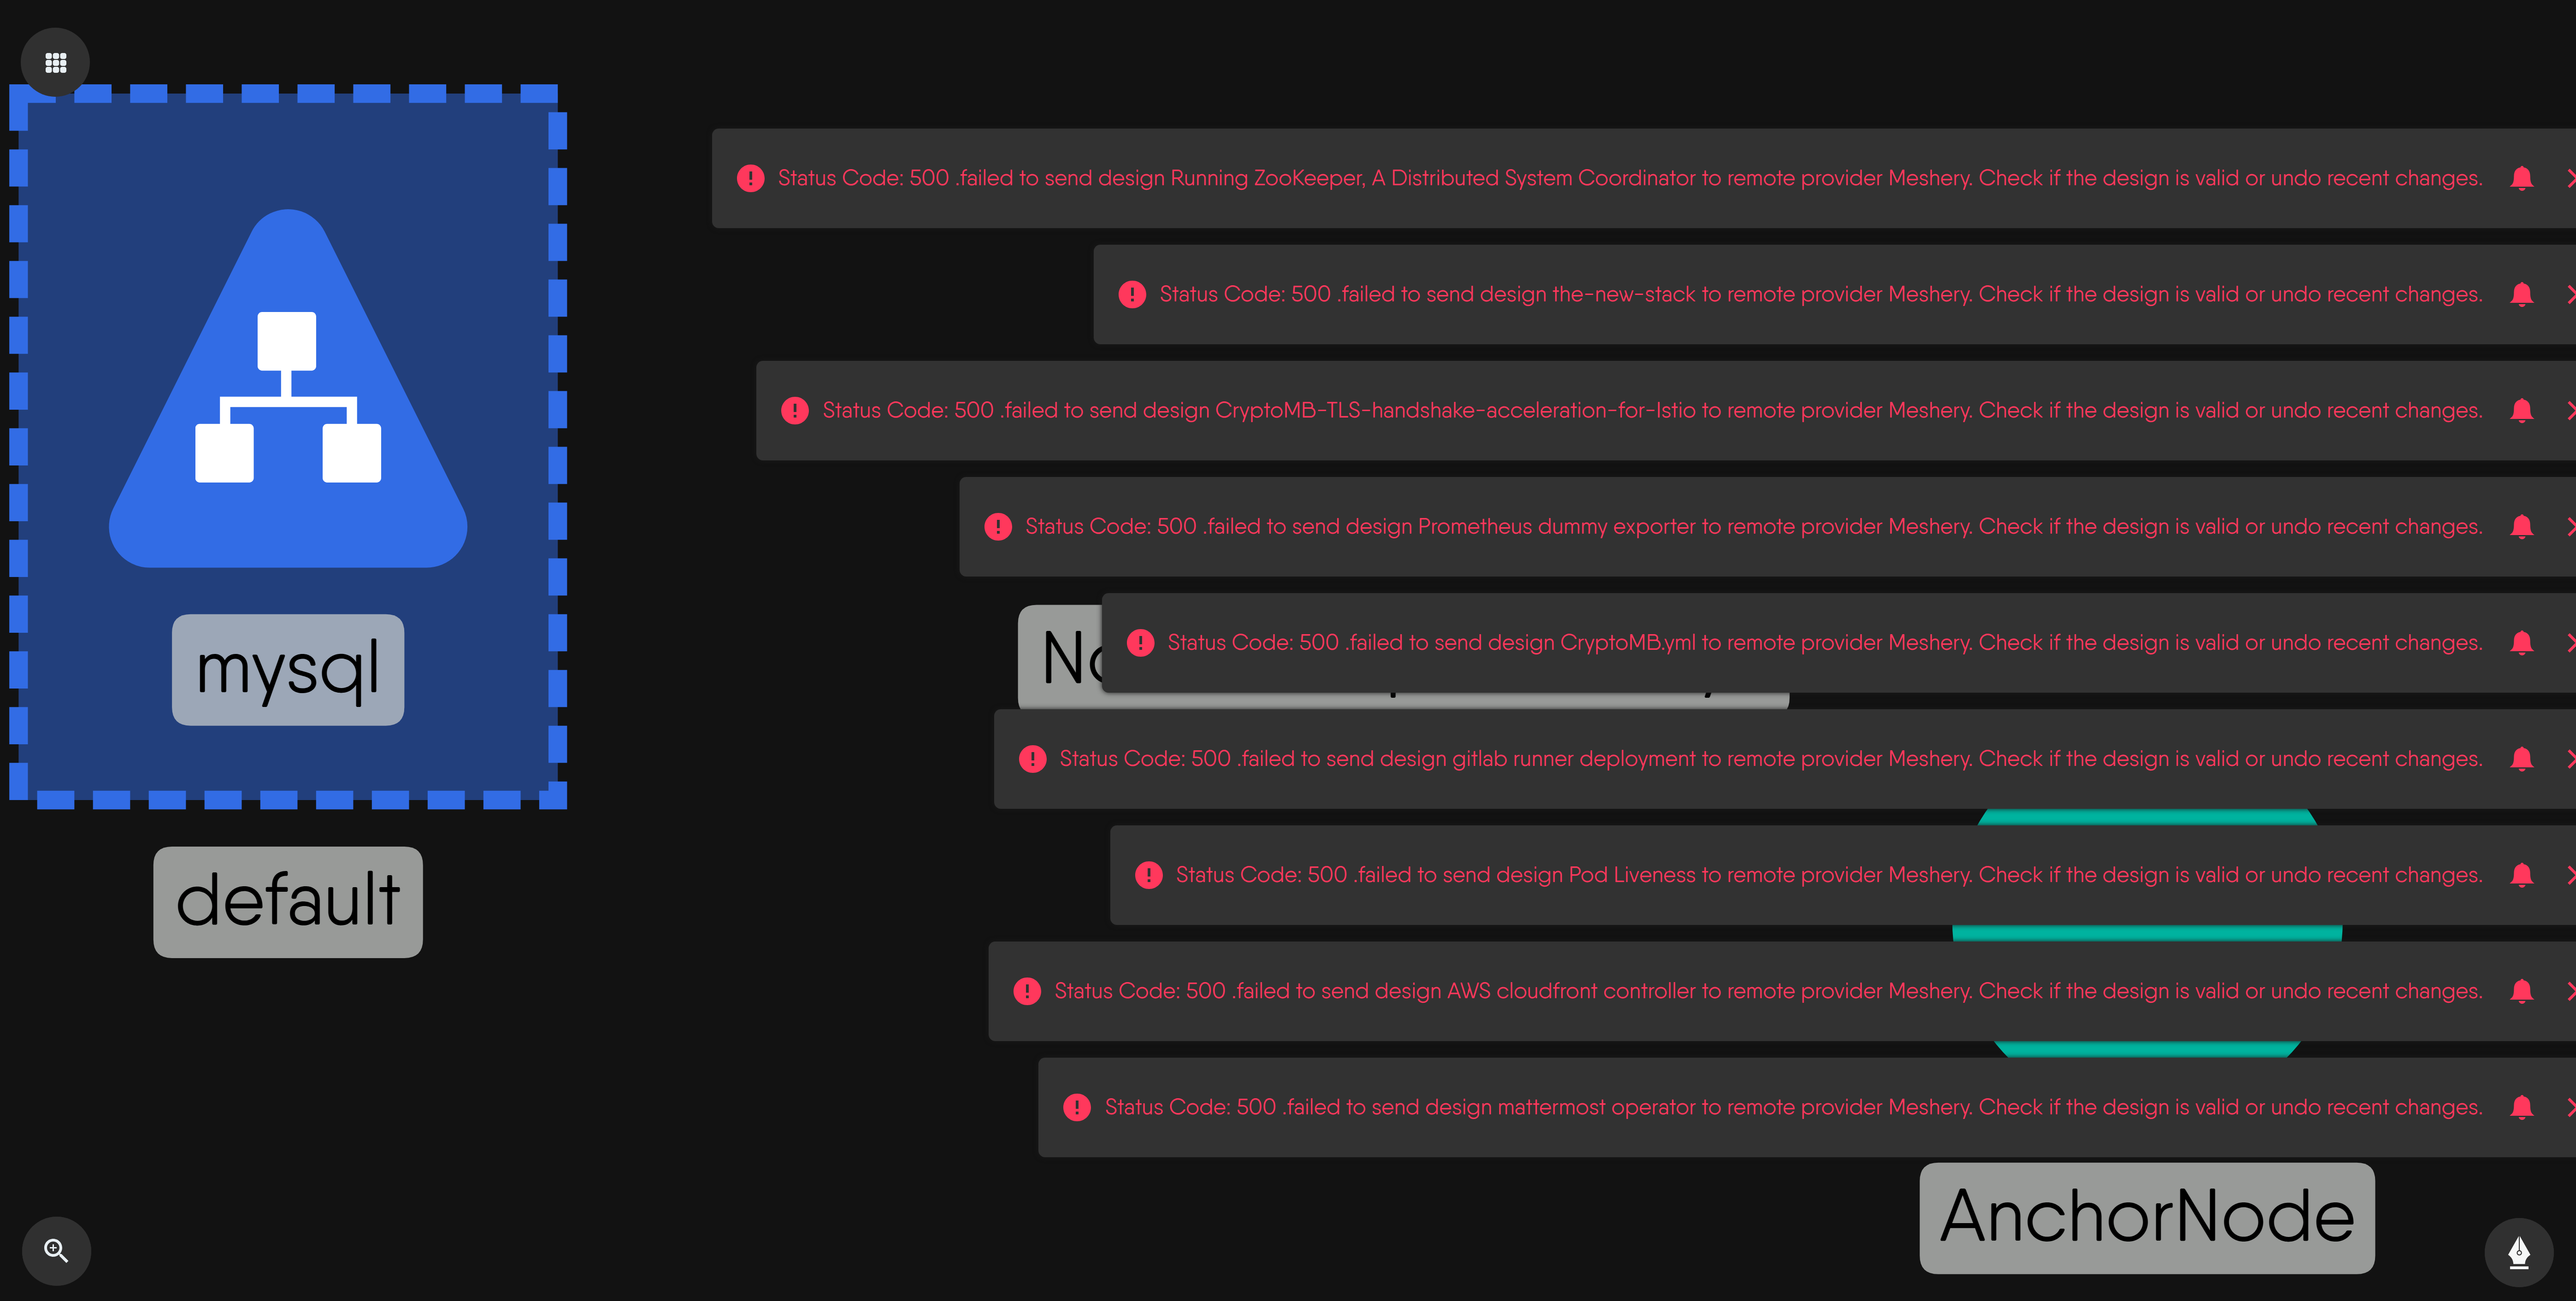 Status Code: 500 .failed to send design Running ZooKeeper, A Distributed System Coordinator to remote provider Meshery. Check if the design is valid or undo recent changes.
Status Code: 500 .failed to send design the-new-stack to remote provider Meshery. Check if the design is valid or undo recent changes.
Status Code: 500 .failed to send design CryptoMB-TLS-handshake-acceleration-for-Istio to remote provider Meshery. Check if the design is valid or undo recent changes.
Status Code: 500 .failed to send design Prometheus dummy exporter to remote provider Meshery. Check if the design is valid or undo recent changes.
Status Code: 500 .failed to send design CryptoMB.yml to remote provider Meshery. Check if the design is valid or undo recent changes.
mysql
Status Code: 500 .failed to send design gitlab runner deployment to remote provider Meshery. Check if the design is valid or undo recent changes.
Status Code: 500 .failed to send design Pod Liveness to remote provider Meshery. Check if the design is valid or undo recent changes.
default
Status Code: 500 .failed to send design AWS cloudfront controller to remote provider Meshery. Check if the design is valid or undo recent changes.
Status Code: 500 .failed to send design mattermost operator to remote provider Meshery. Check if the design is valid or undo recent changes.
AnchorNode